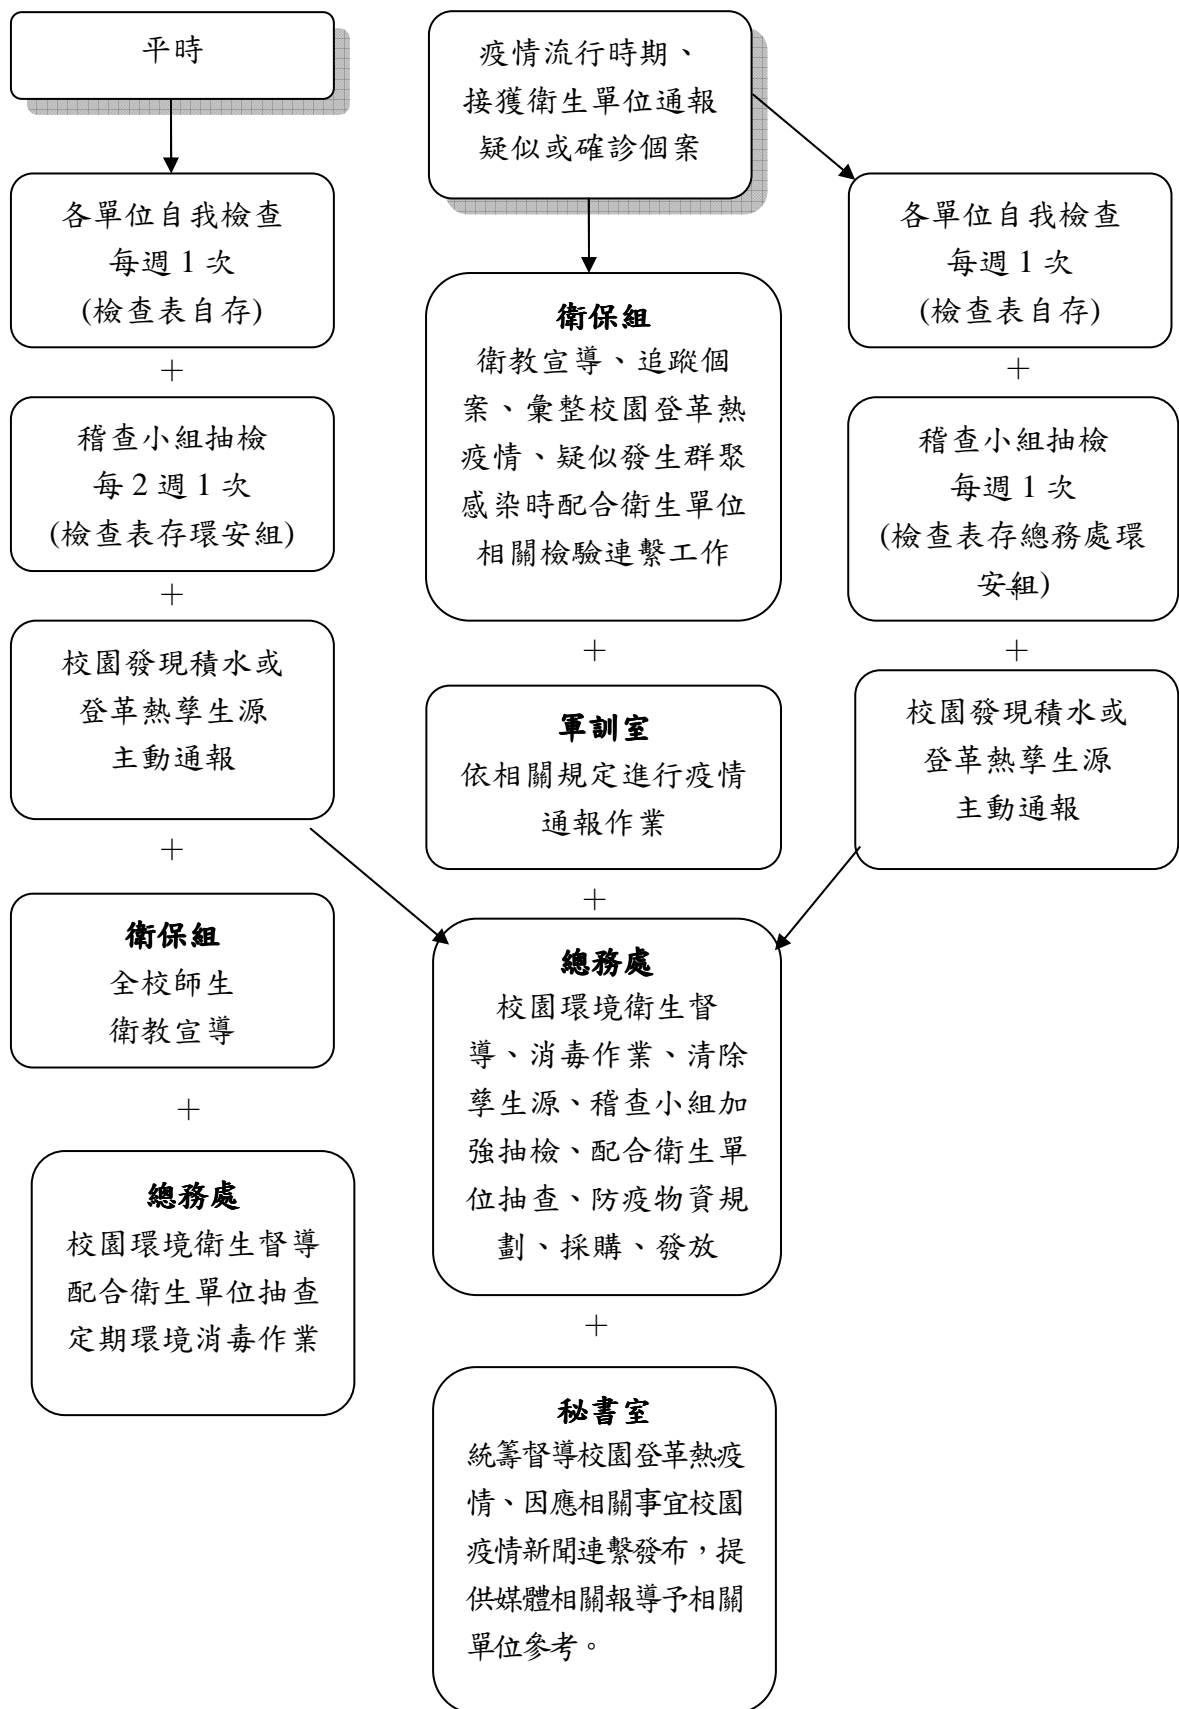 平時
各單位自我檢查
每週 1 次
(檢查表自存)
＋
稽查小組抽檢
每 2 週 1 次
(檢查表存環安組)
＋
校園發現積水或
登革熱孳生源
主動通報
＋
衛保組
全校師生
衛教宣導
＋
總務處
校園環境衛生督導
配合衛生單位抽查
定期環境消毒作業
疫情流行時期、
接獲衛生單位通報
疑似或確診個案
衛保組
衛教宣導、追蹤個
案、彙整校園登革熱
疫情、疑似發生群聚
感染時配合衛生單位
相關檢驗連繫工作
＋
軍訓室
依相關規定進行疫情
通報作業
＋
總務處
校園環境衛生督
導、消毒作業、清除
孳生源、稽查小組加
強抽檢、配合衛生單
位抽查、防疫物資規
劃、採購、發放
＋
秘書室
統籌督導校園登革熱疫
情、因應相關事宜校園
疫情新聞連繫發布，提
供媒體相關報導予相關
單位參考。
各單位自我檢查
每週 1 次
(檢查表自存)
＋
稽查小組抽檢
每週 1 次
(檢查表存總務處環
安組)
＋
＋
校園發現積水或
登革熱孳生源
主動通報